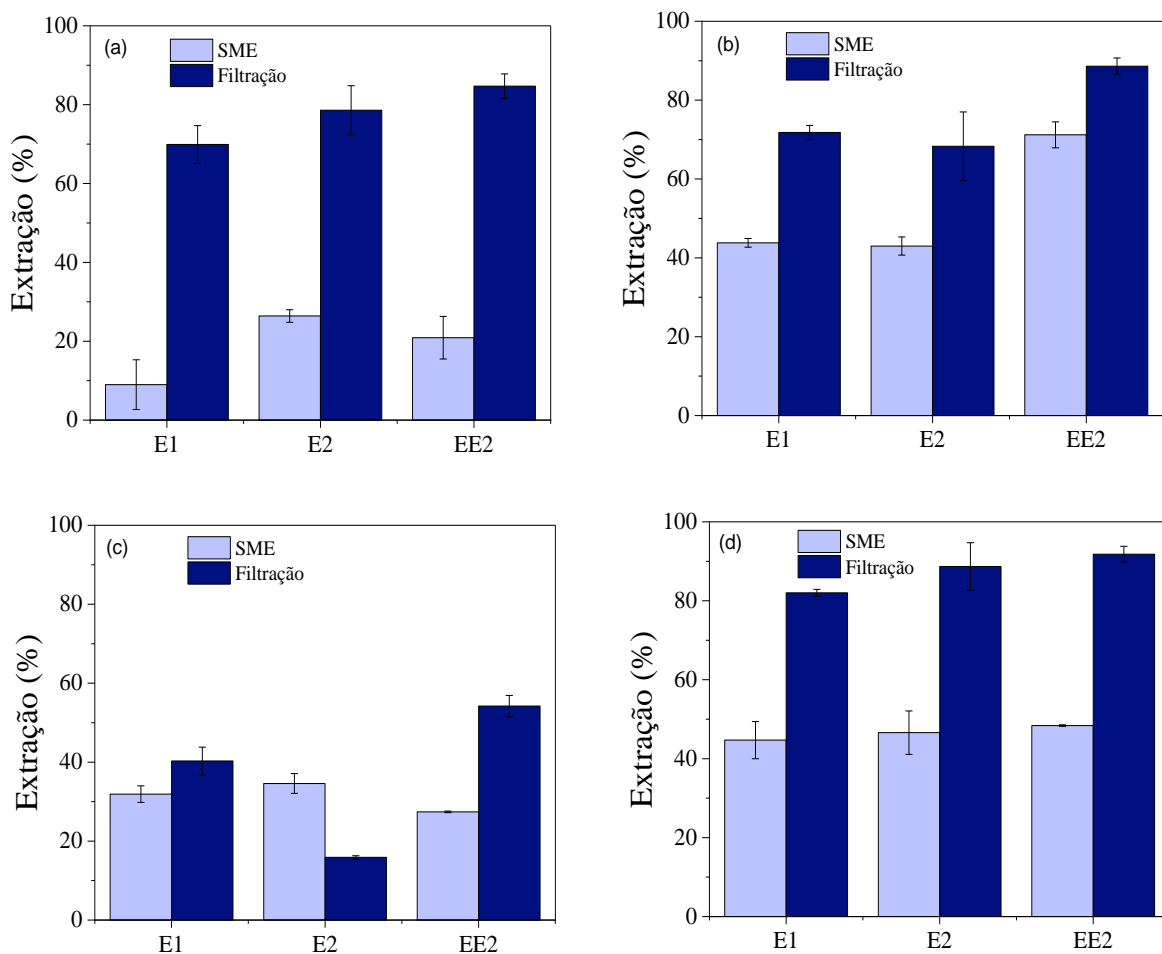 (a)
SME
Filtração
Extração (%)
100
80
60
40
20
0
E1 E2 EE2
(b)
SME
Filtração
Extração (%)
100
80
60
40
20
0
E1 E2 EE2
(c)
SME
Filtração
Extração (%)
100
80
60
40
20
0
E1 E2 EE2
(d)
SME
Filtração
Extração (%)
100
80
60
40
20
0
E1 E2 EE2